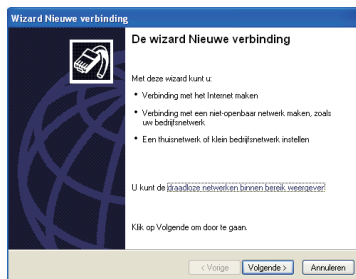 Wizard Nieuwe verbinding
De wizard Nieuwe verbinding
Met deze wizard kunt u:
• Verbinding met het Internet maken
• Verbinding met een niet-openbaar netwerk maken, zoals
uw bedrijfsnetwerk
• Een thuisnetwerk of klein bedrijfsnetwerk instellen
U kunt de draadloze netwerken binnen bereik weergeven
Klik op Volgende om door te gaan.
< Vorige Volgende > Annuleren